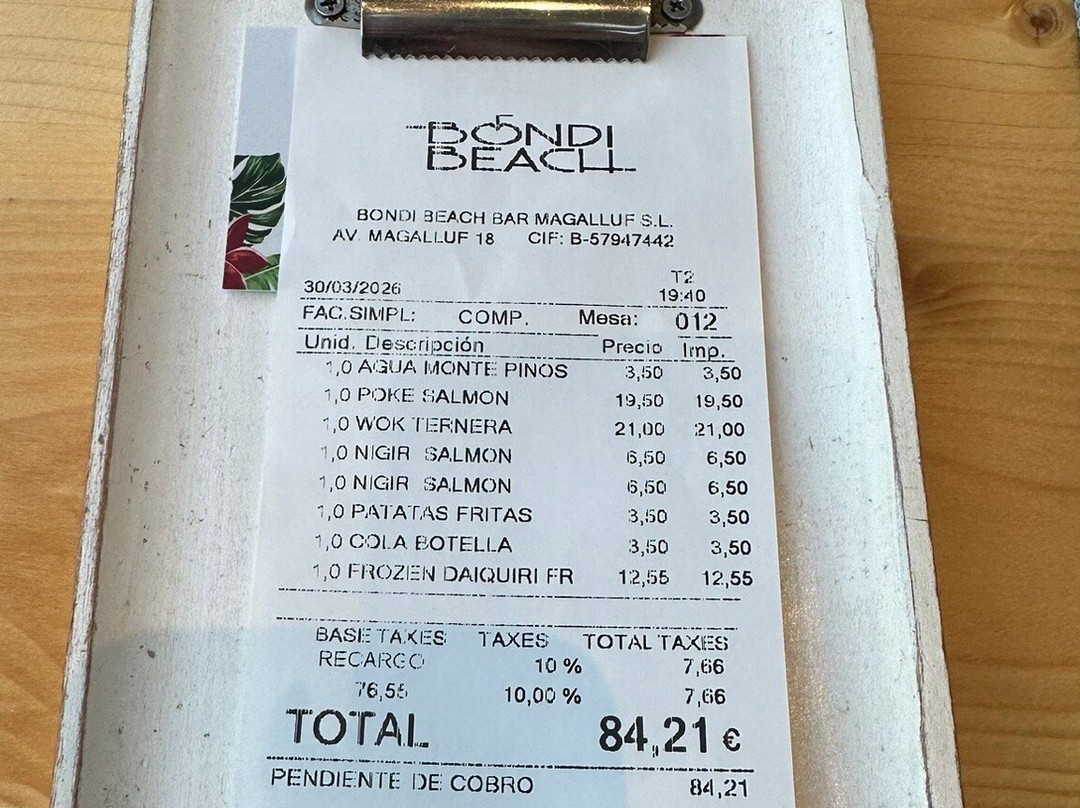 BONDI
BEACH
BONDI BEACH BAR MAGALLUF S.L.
AV. MAGALLUF 18 CIF: B-57947442
T2
30/03/2026 19:40
FAC.SIMPL: COMP. Mesa: 012
Unid. Descripción Precio Imp.
1,0 AGUA MONTE PINOS 3,50 3,50
1,0 POKE SALMON 19,50 19,50
1,0 WOK TERNERA 21,00 21,00
1,0 NIGIR SALMON 6,50 6,50
1,0 NIGIR SALMON 6,50 6,50
1,0 PATATAS FRITAS 3,50 3,50
1,0 COLA BOTELLA 3,50 3,50
1,0 FROZEN DAIQUIRI FR 12,55 12,55
BASE TAXES TAXES TOTAL TAXES
RECARGO 10 % 7,66
76,55 10,00 % 7,66
TOTAL 84,21 €
PENDIENTE DE COBRO 84,21